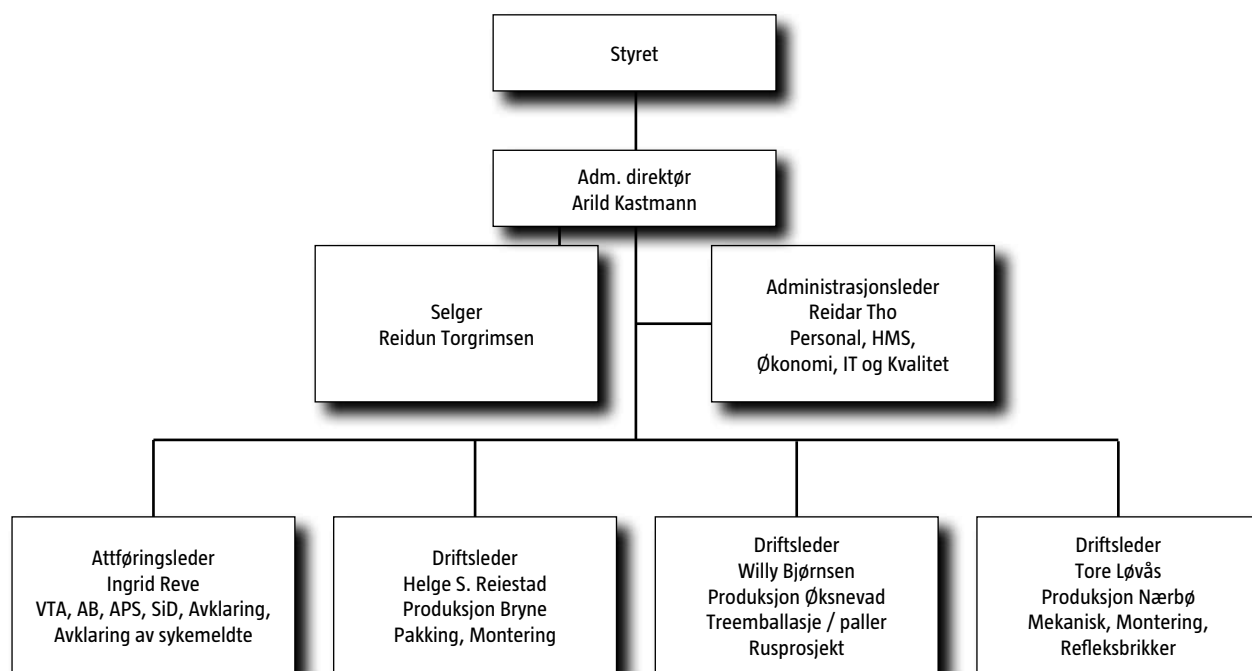 Styret
Adm. direktør
Arild Kastmann
Selger
Reidun Torgrimsen
Administrasjonsleder
Reidar Tho
Personal, HMS,
Økonomi, IT og Kvalitet
Attføringsleder
Ingrid Reve
VTA, AB, APS, SiD, Avklaring,
Avklaring av sykemeldte
Driftsleder
Helge S. Reiestad
Produksjon Bryne
Pakking, Montering
Driftsleder
Willy Bjørnsen
Produksjon Øksnevad
Treemballasje / paller
Rusprosjekt
Driftsleder
Tore Løvås
Produksjon Nærbø
Mekanisk, Montering,
Refleksbrikker